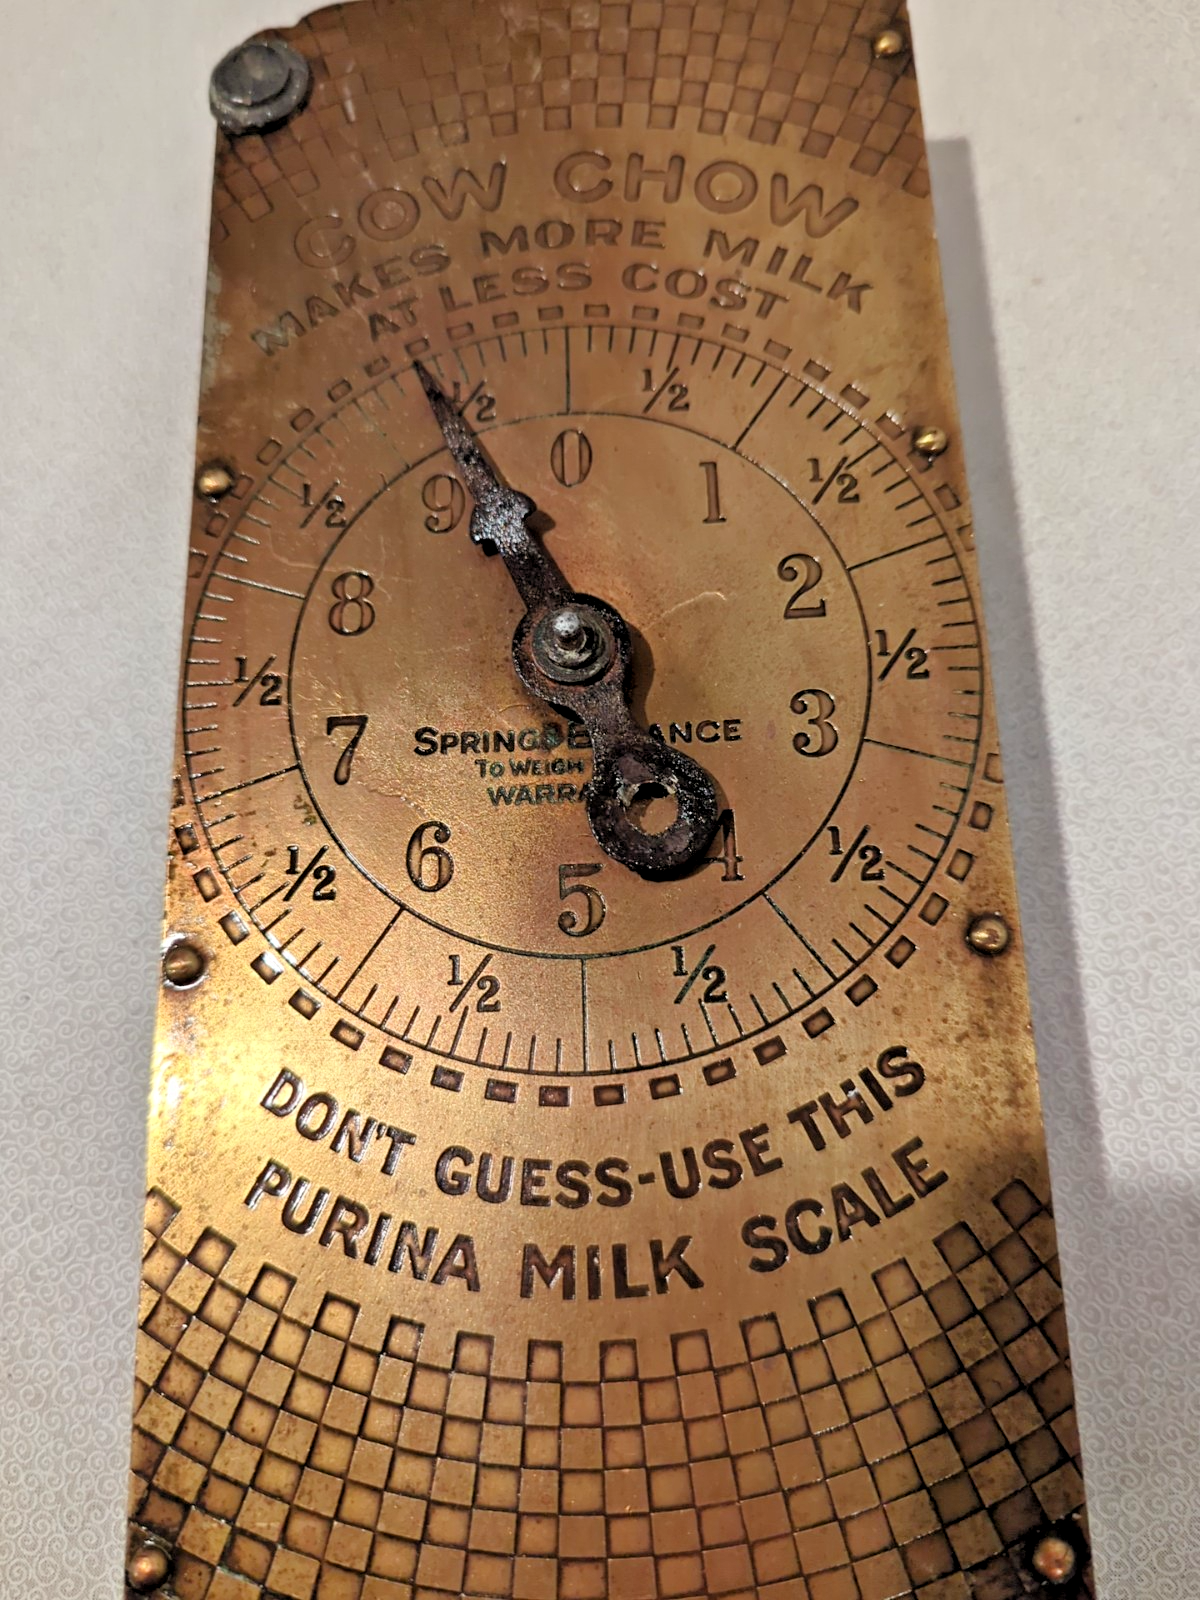 COW CHOW
MAKES MORE MILK
AT LESS COST
½ ½
0
9 1
½ ½
8 2
½ ½
7 3
SPRING
TO WEIGH
½ ½
6 4
5
½ ½
DON'T GUESS-USE THIS
PURINA MILK SCALE